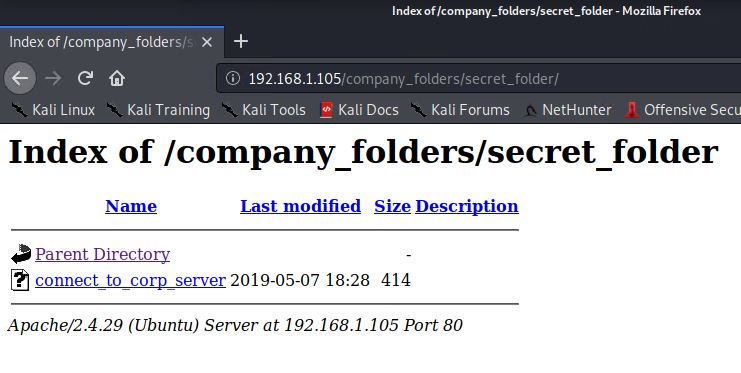 Index of /company_folders/secret_folder - Mozilla Firefox
Index of /company_folders/s
192.168.1.105/company_folders/secret_folder/
Kali Linux Kali Training Kali Tools Kali Docs Kali Forums NetHunter Offensive Secu
Index of /company_folders/secret_folder
Name Last modified Size Description
Parent Directory -
connect_to_corp_server 2019-05-07 18:28 414
Apache/2.4.29 (Ubuntu) Server at 192.168.1.105 Port 80